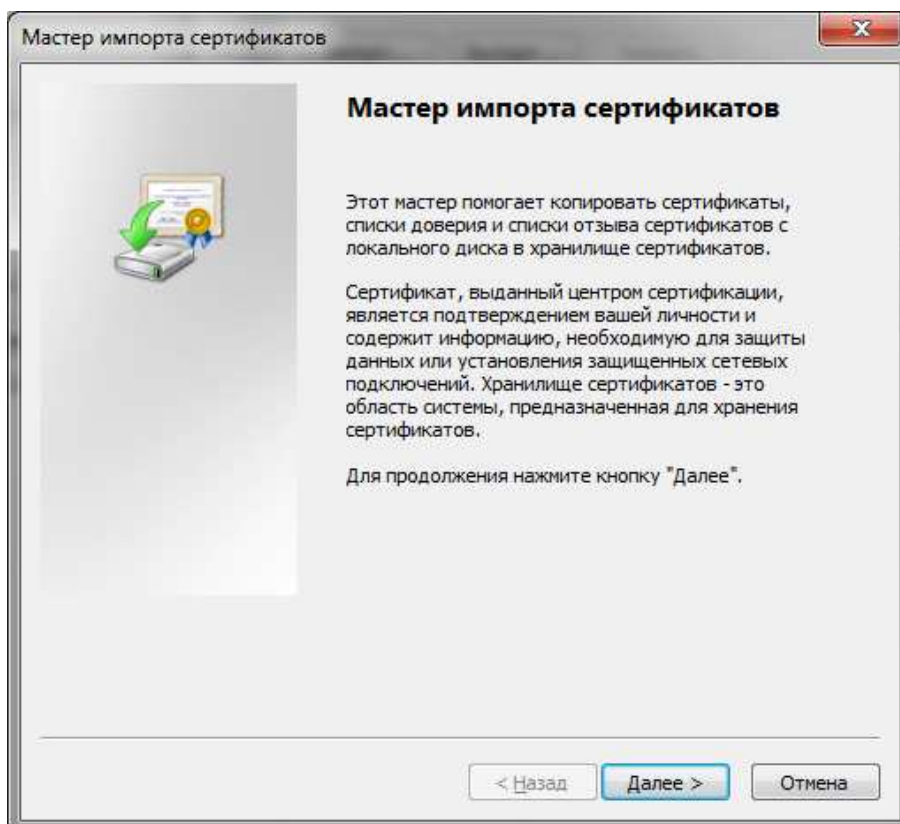 Мастер импорта сертификатов
Мастер импорта сертификатов
Этот мастер помогает копировать сертификаты,
списки доверия и списки отзыва сертификатов с
локального диска в хранилище сертификатов.
Сертификат, выданный центром сертификации,
является подтверждением вашей личности и
содержит информацию, необходимую для защиты
данных или установления защищенных сетевых
подключений. Хранилище сертификатов - это
область системы, предназначенная для хранения
сертификатов.
Для продолжения нажмите кнопку "Далее".
< Назад Далее > Отмена